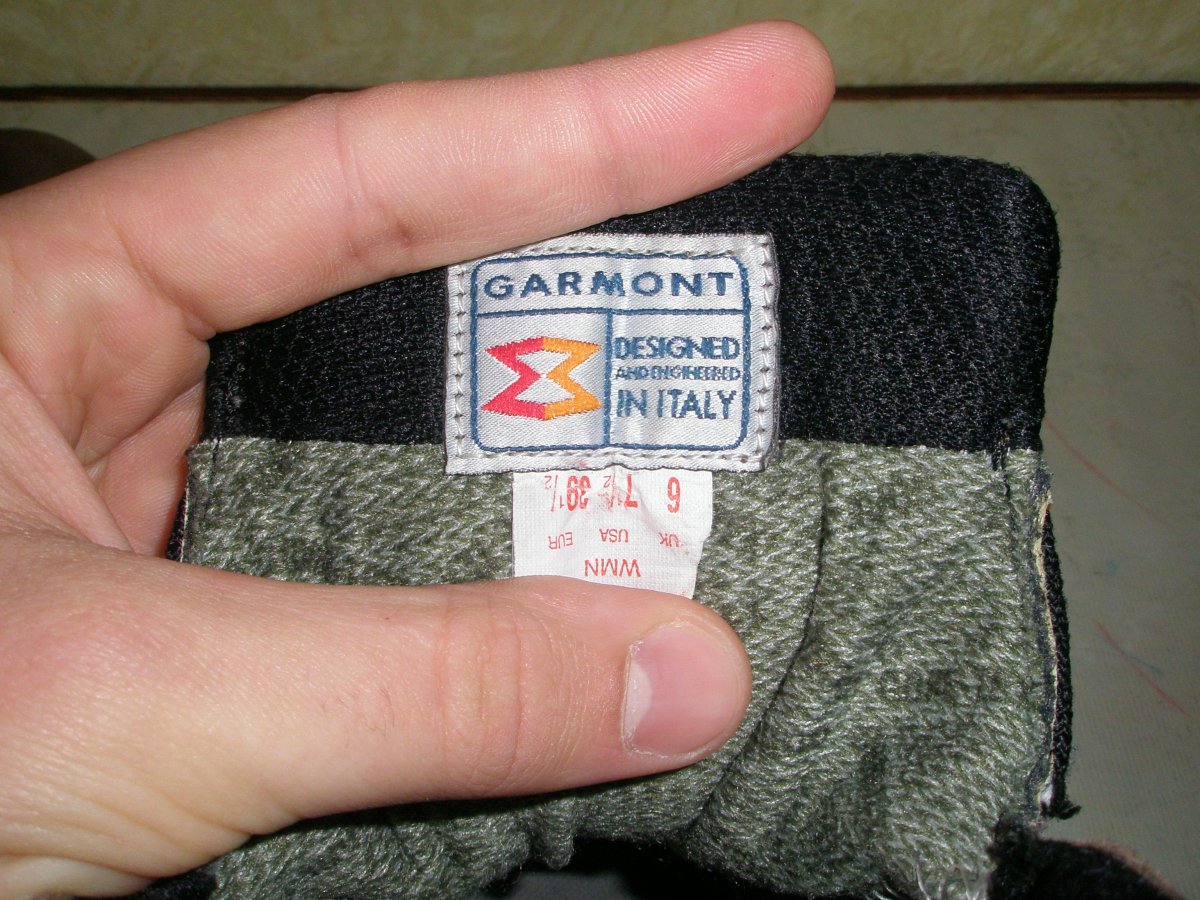 GARMONT
DESIGNED
AND ENGINEERED
IN ITALY
WMN
UK USA EUR
6 7½ 39½